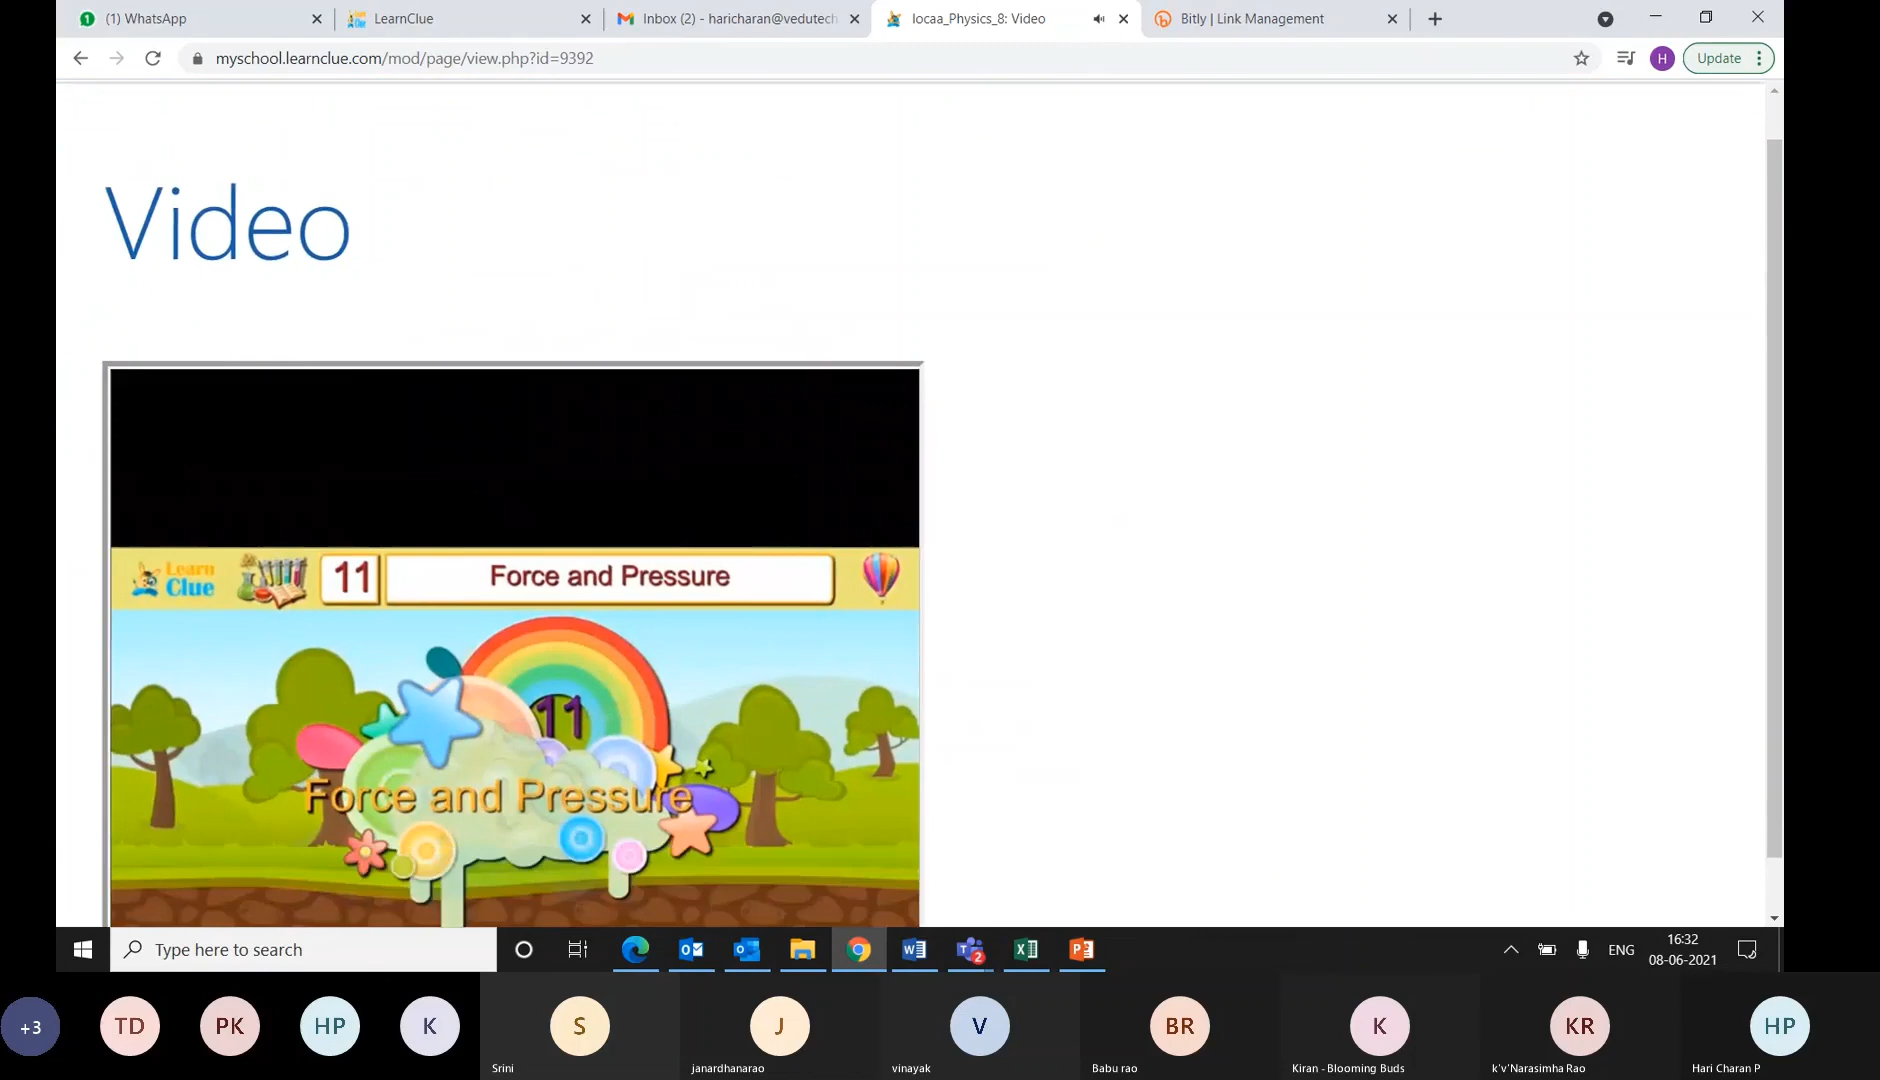 (1) WhatsApp
LearnClue
Inbox (2) - haricharan@vedutech
Iocaa_Physics_8: Video
Bitly | Link Management
myschool.learnclue.com/mod/page/view.php?id=9392
H
Update
Video
Learn
Clue
11
Force and Pressure
11
Force and Pressure
Type here to search
2
ENG
16:32
08-06-2021
+3
TD
PK
HP
K
S
J
V
BR
K
KR
HP
Srini
janardhanarao
vinayak
Babu rao
Kiran - Blooming Buds
k'v'Narasimha Rao
Hari Charan P